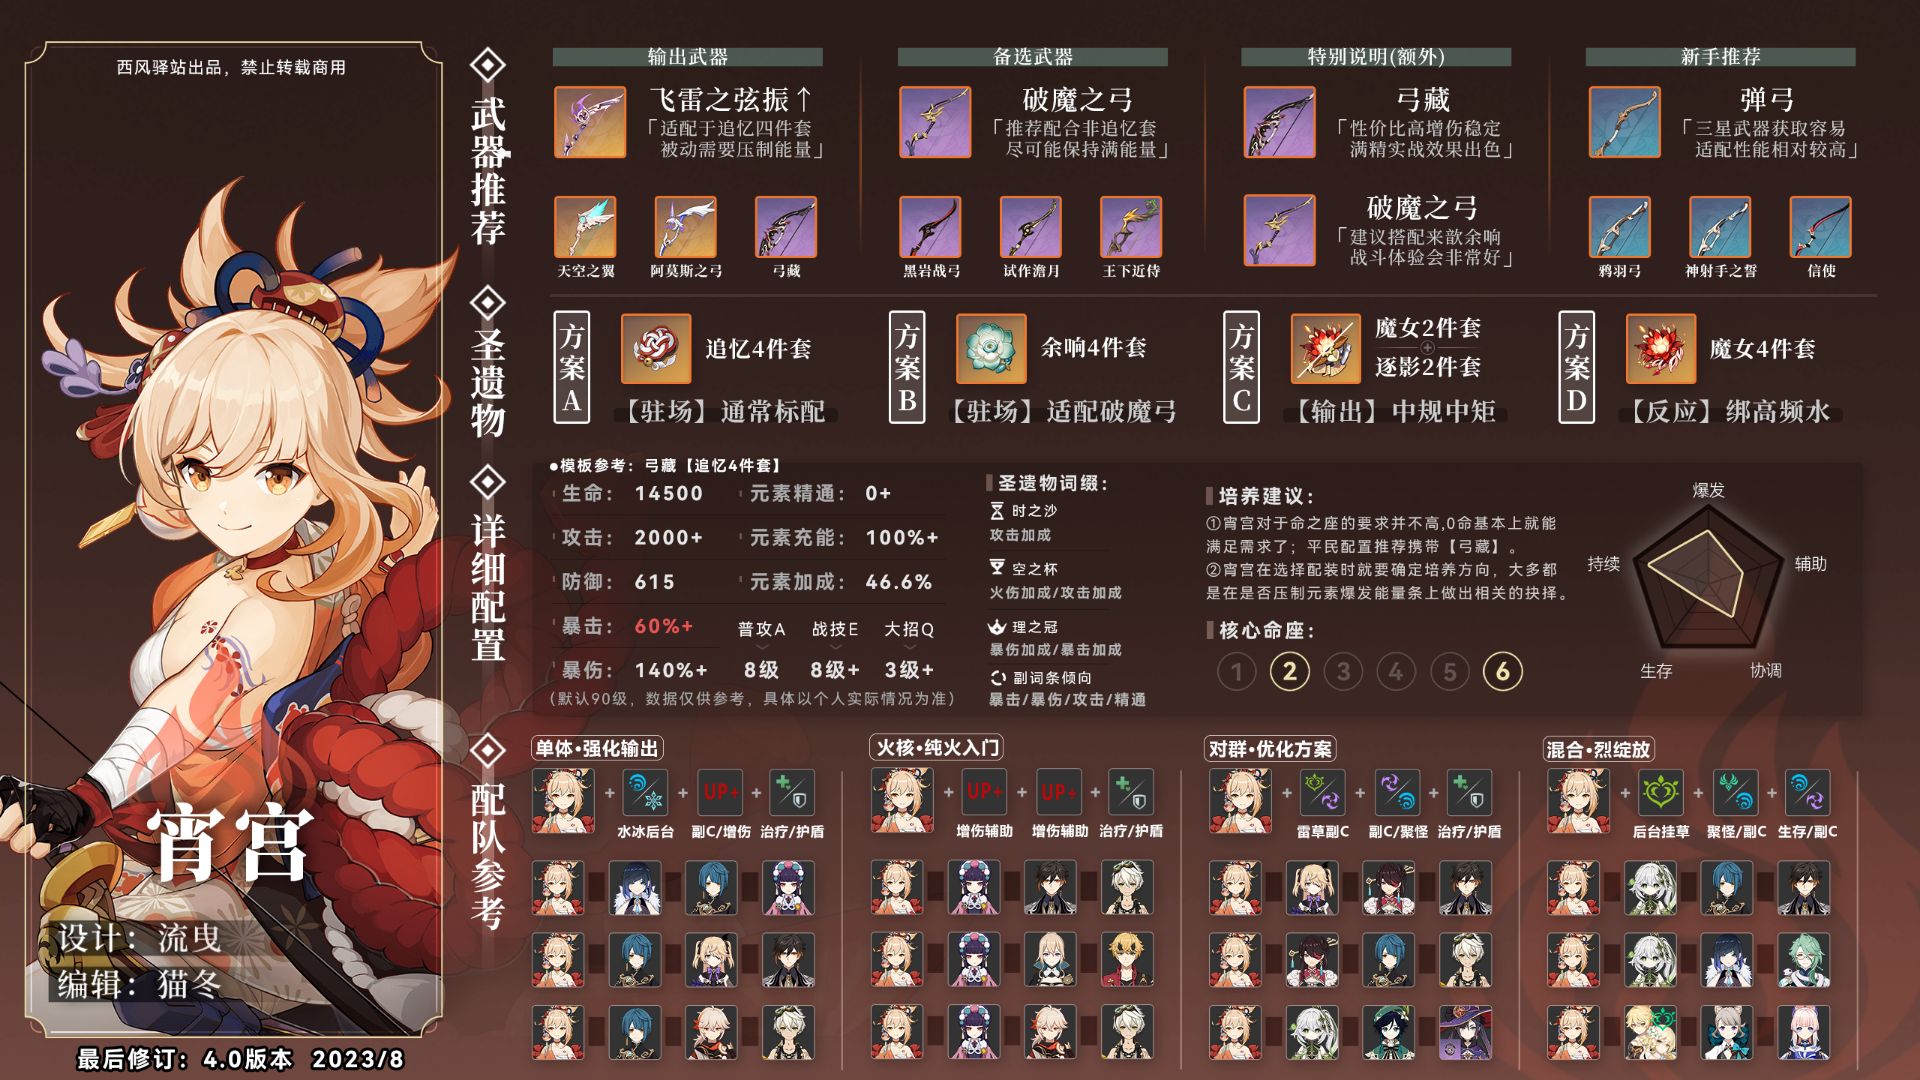 西风驿站出品，禁止转载商用
宵宫
设计：流曳
编辑：猫冬
最后修订：4.0版本 2023/8
武器推荐
输出武器
飞雷之弦振↑
「适配于追忆四件套
被动需要压制能量」
天空之翼 阿莫斯之弓 弓藏
备选武器
破魔之弓
「推荐配合非追忆套
尽可能保持满能量」
黑岩战弓 试作澹月 王下近侍
特别说明(额外)
弓藏
「性价比高增伤稳定
满精实战效果出色」
破魔之弓
「建议搭配来歆余响
战斗体验会非常好」
新手推荐
弹弓
「三星武器获取容易
适配性能相对较高」
鸦羽弓 神射手之誓 信使
圣遗物
方案A
追忆4件套
【驻场】通常标配
方案B
余响4件套
【驻场】适配破魔弓
方案C
魔女2件套
逐影2件套
【输出】中规中矩
方案D
魔女4件套
【反应】绑高频水
详细配置
●模板参考：弓藏【追忆4件套】
生命： 14500 元素精通： 0+
攻击： 2000+ 元素充能： 100%+
防御： 615 元素加成： 46.6%
暴击： 60%+ 普攻A 战技E 大招Q
暴伤： 140%+ 8级 8级+ 3级+
(默认90级，数据仅供参考，具体以个人实际情况为准)
圣遗物词缀：
时之沙
攻击加成
空之杯
火伤加成/攻击加成
理之冠
暴伤加成/暴击加成
副词条倾向
暴击/暴伤/攻击/精通
培养建议：
①宵宫对于命之座的要求并不高,0命基本上就能
满足需求了；平民配置推荐携带【弓藏】。
②宵宫在选择配装时就要确定培养方向，大多都
是在是否压制元素爆发能量条上做出相关的抉择。
核心命座：
1 2 3 4 5 6
爆发
持续 辅助
生存 协调
配队参考
单体·强化输出
UP+
水冰后台 副C/增伤 治疗/护盾
火核·纯火入门
UP+ UP+
增伤辅助 增伤辅助 治疗/护盾
对群·优化方案
雷草副C 副C/聚怪 治疗/护盾
混合·烈绽放
后台挂草 聚怪/副C 生存/副C